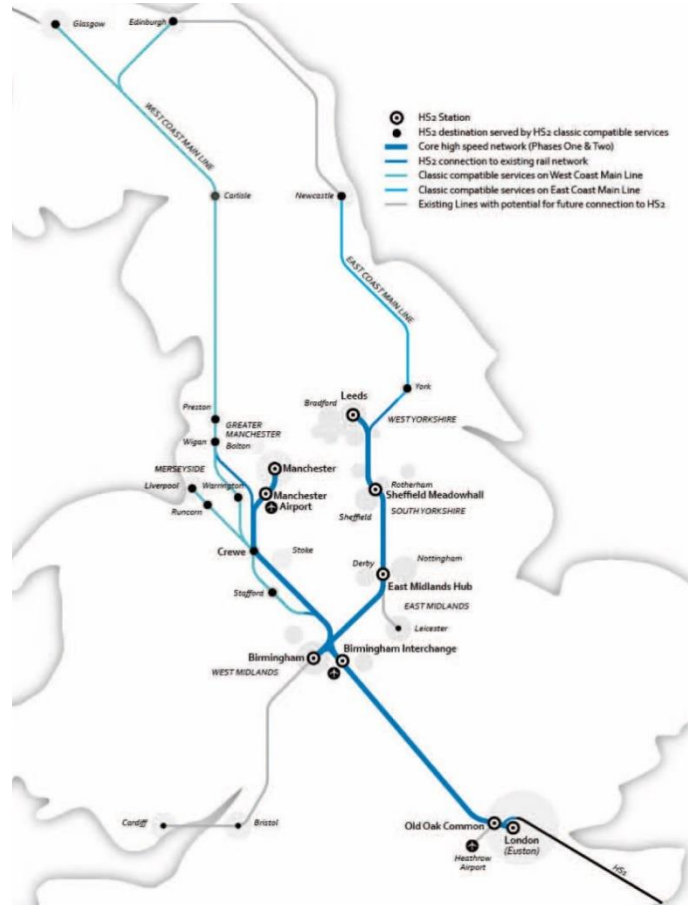 Glasgow
Edinburgh
WEST COAST MAIN LINE
HS2 Station
HS2 destination served by HS2 classic compatible services
Core high speed network (Phases One & Two)
HS2 connection to existing rail network
Classic compatible services on West Coast Main Line
Classic compatible services on East Coast Main Line
Existing Lines with potential for future connection to HS2
Carlisle
Newcastle
EAST COAST MAIN LINE
York
Leeds
Bradford
WEST YORKSHIRE
Preston
GREATER
MANCHESTER
Wigan
Bolton
MERSEYSIDE
Manchester
Liverpool
Warrington
Manchester
Airport
Runcorn
Rotherham
Sheffield Meadowhall
Sheffield
SOUTH YORKSHIRE
Crewe
Stoke
Derby
Nottingham
East Midlands Hub
Stafford
EAST MIDLANDS
Leicester
Birmingham
Birmingham Interchange
WEST MIDLANDS
Cardiff
Bristol
Old Oak Common
London
(Euston)
Heathrow
Airport
HS1